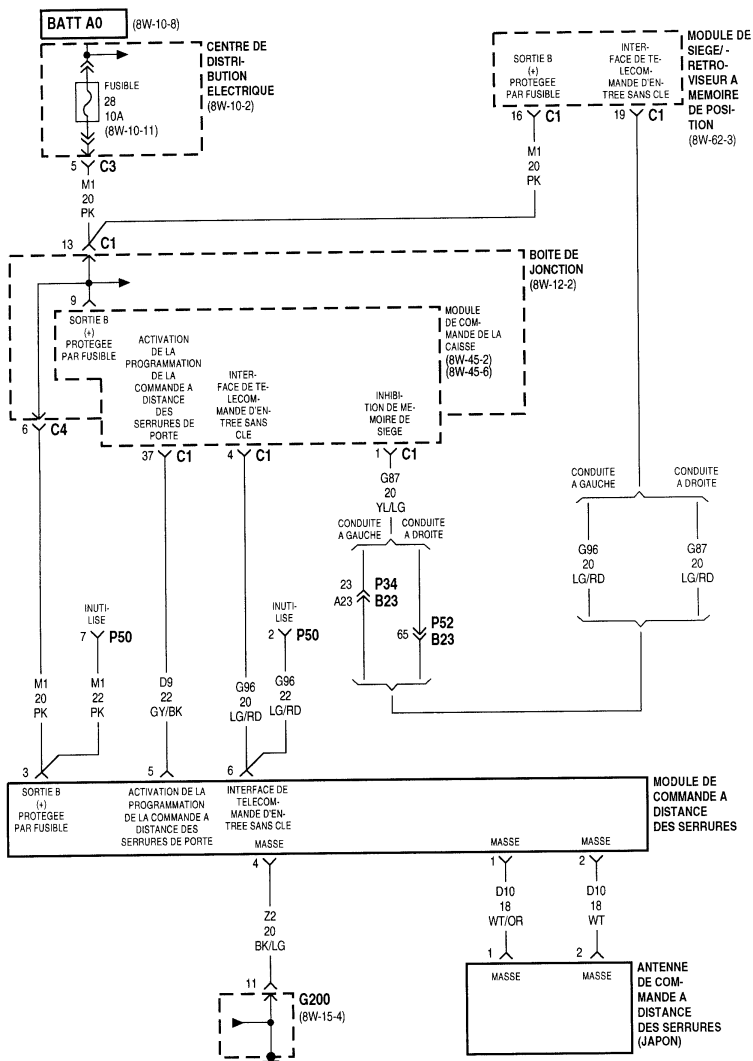 BATT A0
(8W-10-8)
CENTRE DE
DISTRI-
BUTION
ELECTRIQUE
(8W-10-2)
FUSIBLE
28
10A
(8W-10-11)
5
C3
M1
20
PK
SORTIE B
(+)
PROTEGEE
PAR FUSIBLE
INTER-
FACE DE TE-
LECOM-
MANDE D'EN-
TREE SANS CLE
MODULE DE
SIEGE/ -
RETRO-
VISEUR A
MEMOIRE
DE POSI-
TION
(8W-62-3)
16
C1
19
C1
M1
20
PK
13
C1
BOITE DE
JONCTION
(8W-12-2)
9
SORTIE B
(+)
PROTEGEE
PAR FUSIBLE
ACTIVATION
DE LA
PROGRAMMATION
DE LA
COMMANDE A
DISTANCE
DES
SERRURES DE
PORTE
INTER-
FACE DE TE-
LECOM-
MANDE D'EN-
TREE SANS
CLE
INHIBI-
TION DE ME-
MOIRE DE
SIEGE
MODULE
DE COM-
MANDE DE LA
CAISSE
(8W-45-2)
(8W-45-6)
6
C4
37
C1
4
C1
1
C1
G87
20
YL/LG
CONDUITE
A GAUCHE
CONDUITE
A DROITE
CONDUITE
A GAUCHE
CONDUITE
A DROITE
G96
20
LG/RD
G87
20
LG/RD
23
P34
A23
B23
P52
65
B23
INUTI-
LISE
7
P50
INUTI-
LISE
2
P50
M1
20
PK
M1
22
PK
D9
22
GY/BK
G96
20
LG/RD
G96
22
LG/RD
3
5
6
SORTIE B
(+)
PROTEGEE
PAR FUSIBLE
ACTIVATION DE LA
PROGRAMMATION
DE LA COMMANDE A
DISTANCE DES
SERRURES DE PORTE
INTERFACE DE
TELECOM-
MANDE D'EN-
TREE SANS CLE
MASSE
MASSE
MASSE
MODULE DE
COMMANDE A
DISTANCE
DES SERRURES
4
1
2
Z2
20
BK/LG
D10
18
WT/OR
D10
18
WT
11
G200
(8W-15-4)
1
2
MASSE
MASSE
ANTENNE
DE COM-
MANDE A
DISTANCE
DES SERRURES
(JAPON)